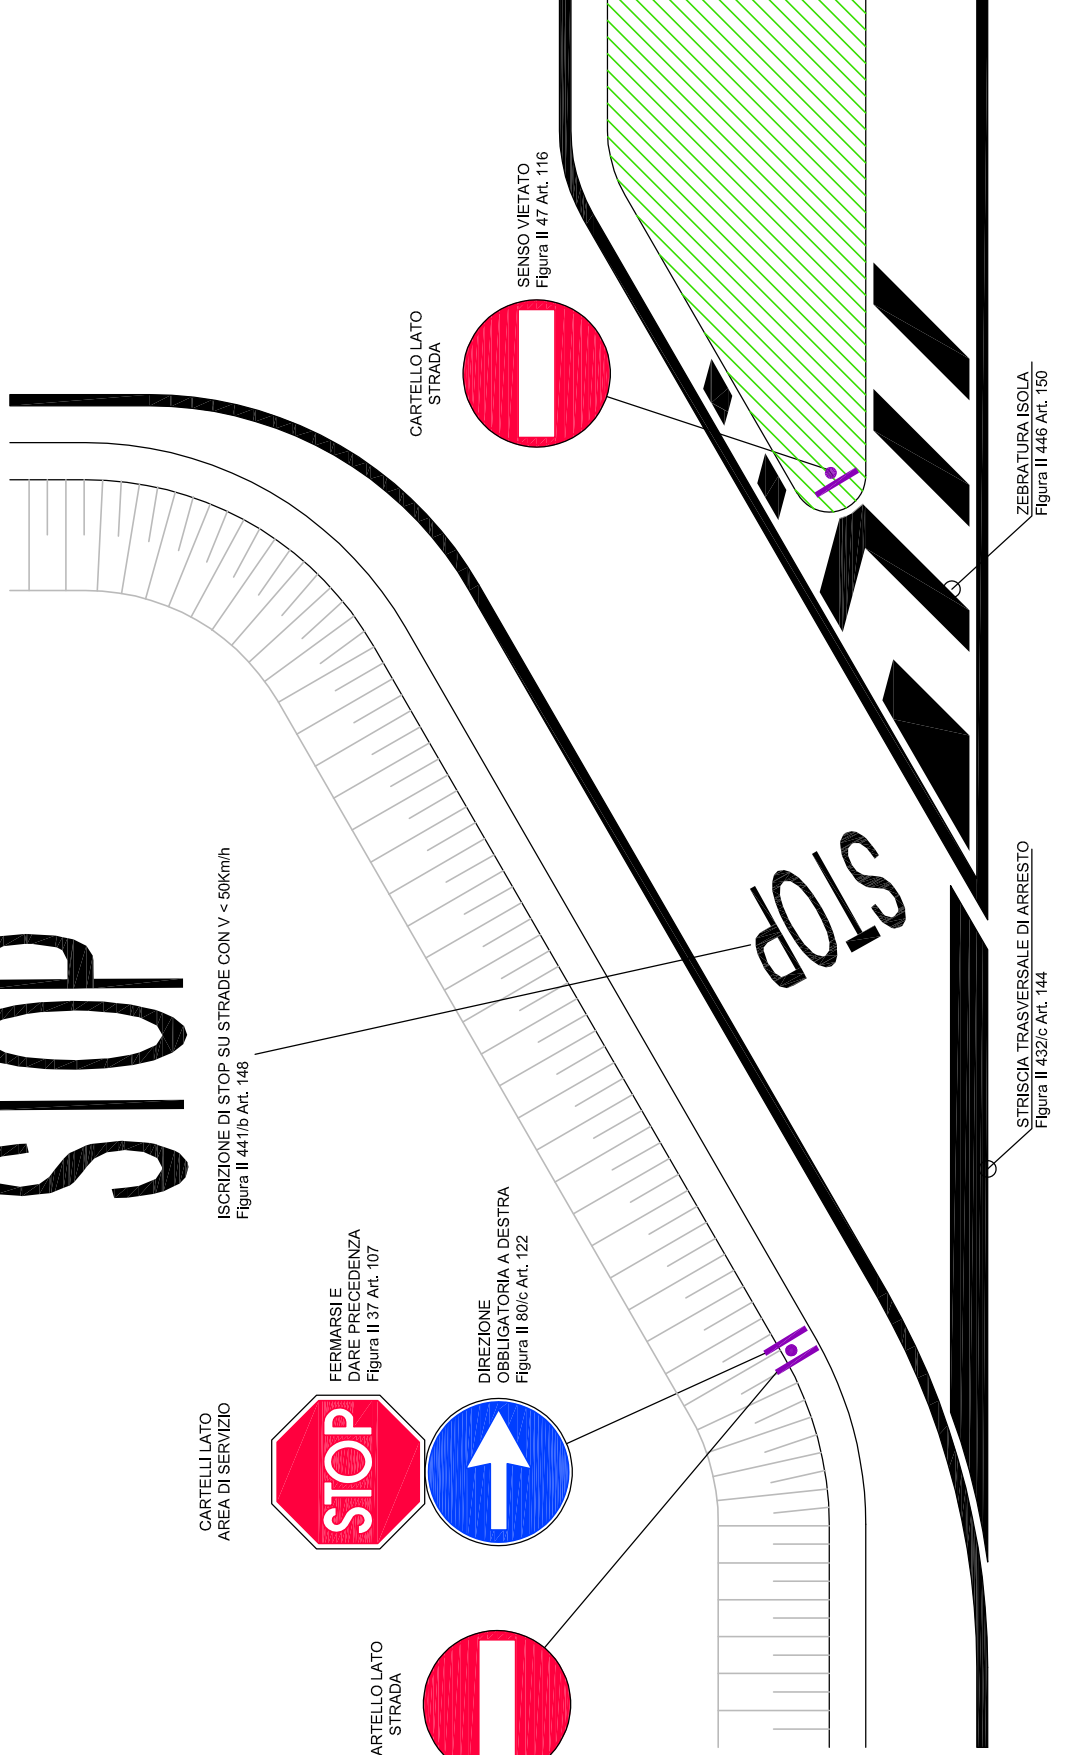 CARTELLO LATO
STRADA
SENSO VIETATO
Figura II 47 Art. 116
ZEBRATURA ISOLA
Figura II 446 Art. 150
STOP
STOP
ISCRIZIONE DI STOP SU STRADE CON V < 50Km/h
Figura II 441/b Art. 148
STRISCIA TRASVERSALE DI ARRESTO
Figura II 432/c Art. 144
CARTELLI LATO
AREA DI SERVIZIO
FERMARSI E
DARE PRECEDENZA
Figura II 37 Art. 107
STOP
DIREZIONE
OBBLIGATORIA A DESTRA
Figura II 80/c Art. 122
ARTELLO LATO
STRADA